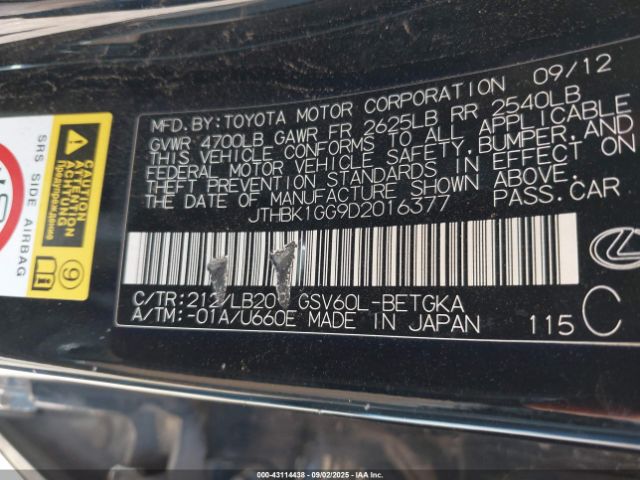 MFD.BY: TOYOTA MOTOR CORPORATION 09/12
GVWR 4700LB GAWR FR 2625LB RR 2540LB
THIS VEHICLE CONFORMS TO ALL APPLICABLE
FEDERAL MOTOR VEHICLE SAFETY, BUMPER, AND
THEFT PREVENTION STANDARDS IN EFFECT ON
THE DATE OF MANUFACTURE SHOWN ABOVE.
JTHBK1GG9D2016377 PASS.CAR
C/TR: 212/LB20 GSV60L-BETGKA
A/TM: -01A/U660E MADE IN JAPAN 115 C
SRS SIDE AIRBAG
CAUTION
ACHTUNG
предупреждение
9
000-43114438 - 09/02/2025 - IAA Inc.